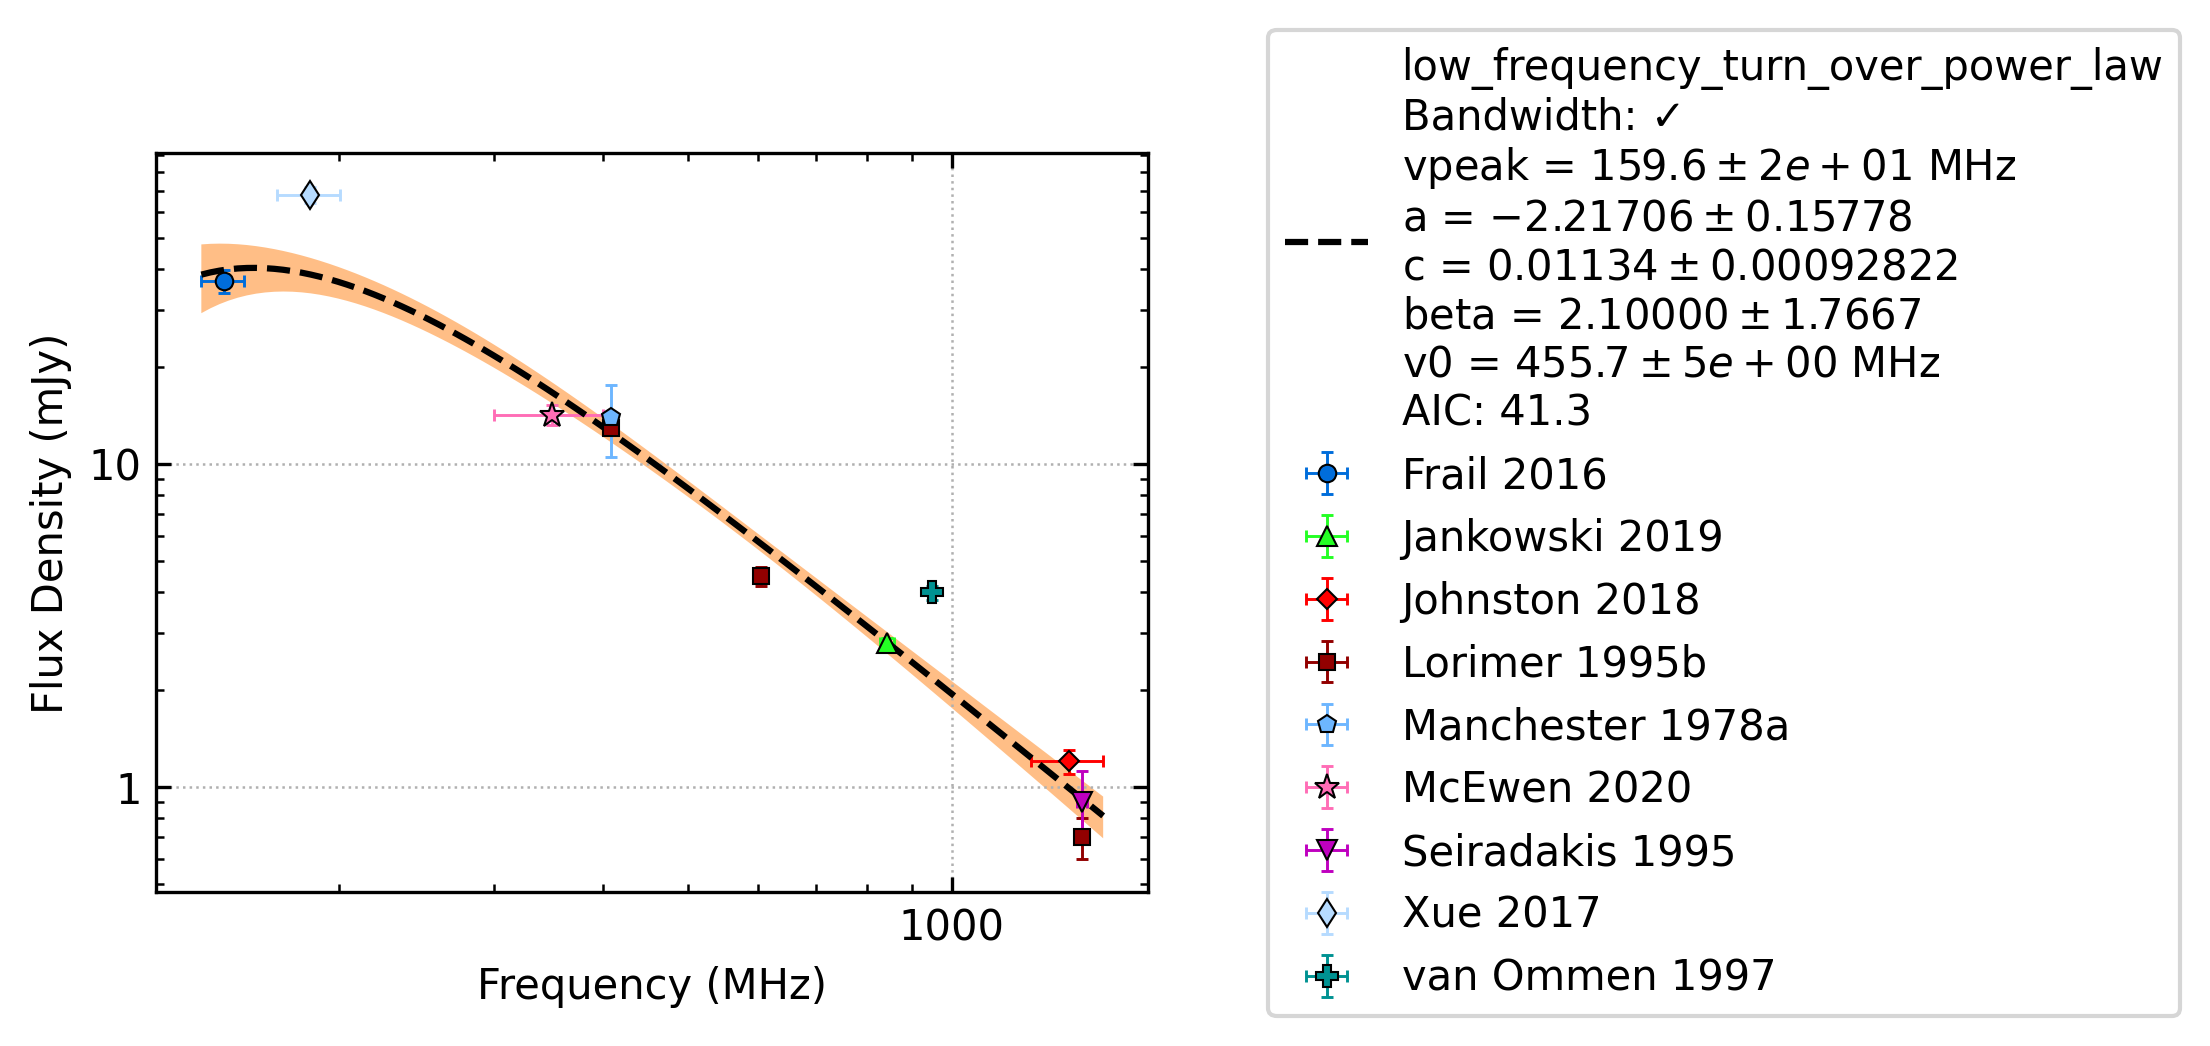 low_frequency_turn_over_power_law
Bandwidth: ✓
vpeak = 159.6 ± 2e + 01 MHz
a = −2.21706 ± 0.15778
c = 0.01134 ± 0.00092822
beta = 2.10000 ± 1.7667
v0 = 455.7 ± 5e + 00 MHz
AIC: 41.3
Frail 2016
Jankowski 2019
Johnston 2018
Lorimer 1995b
Manchester 1978a
McEwen 2020
Seiradakis 1995
Xue 2017
van Ommen 1997
Flux Density (mJy)
10
1
1000
Frequency (MHz)